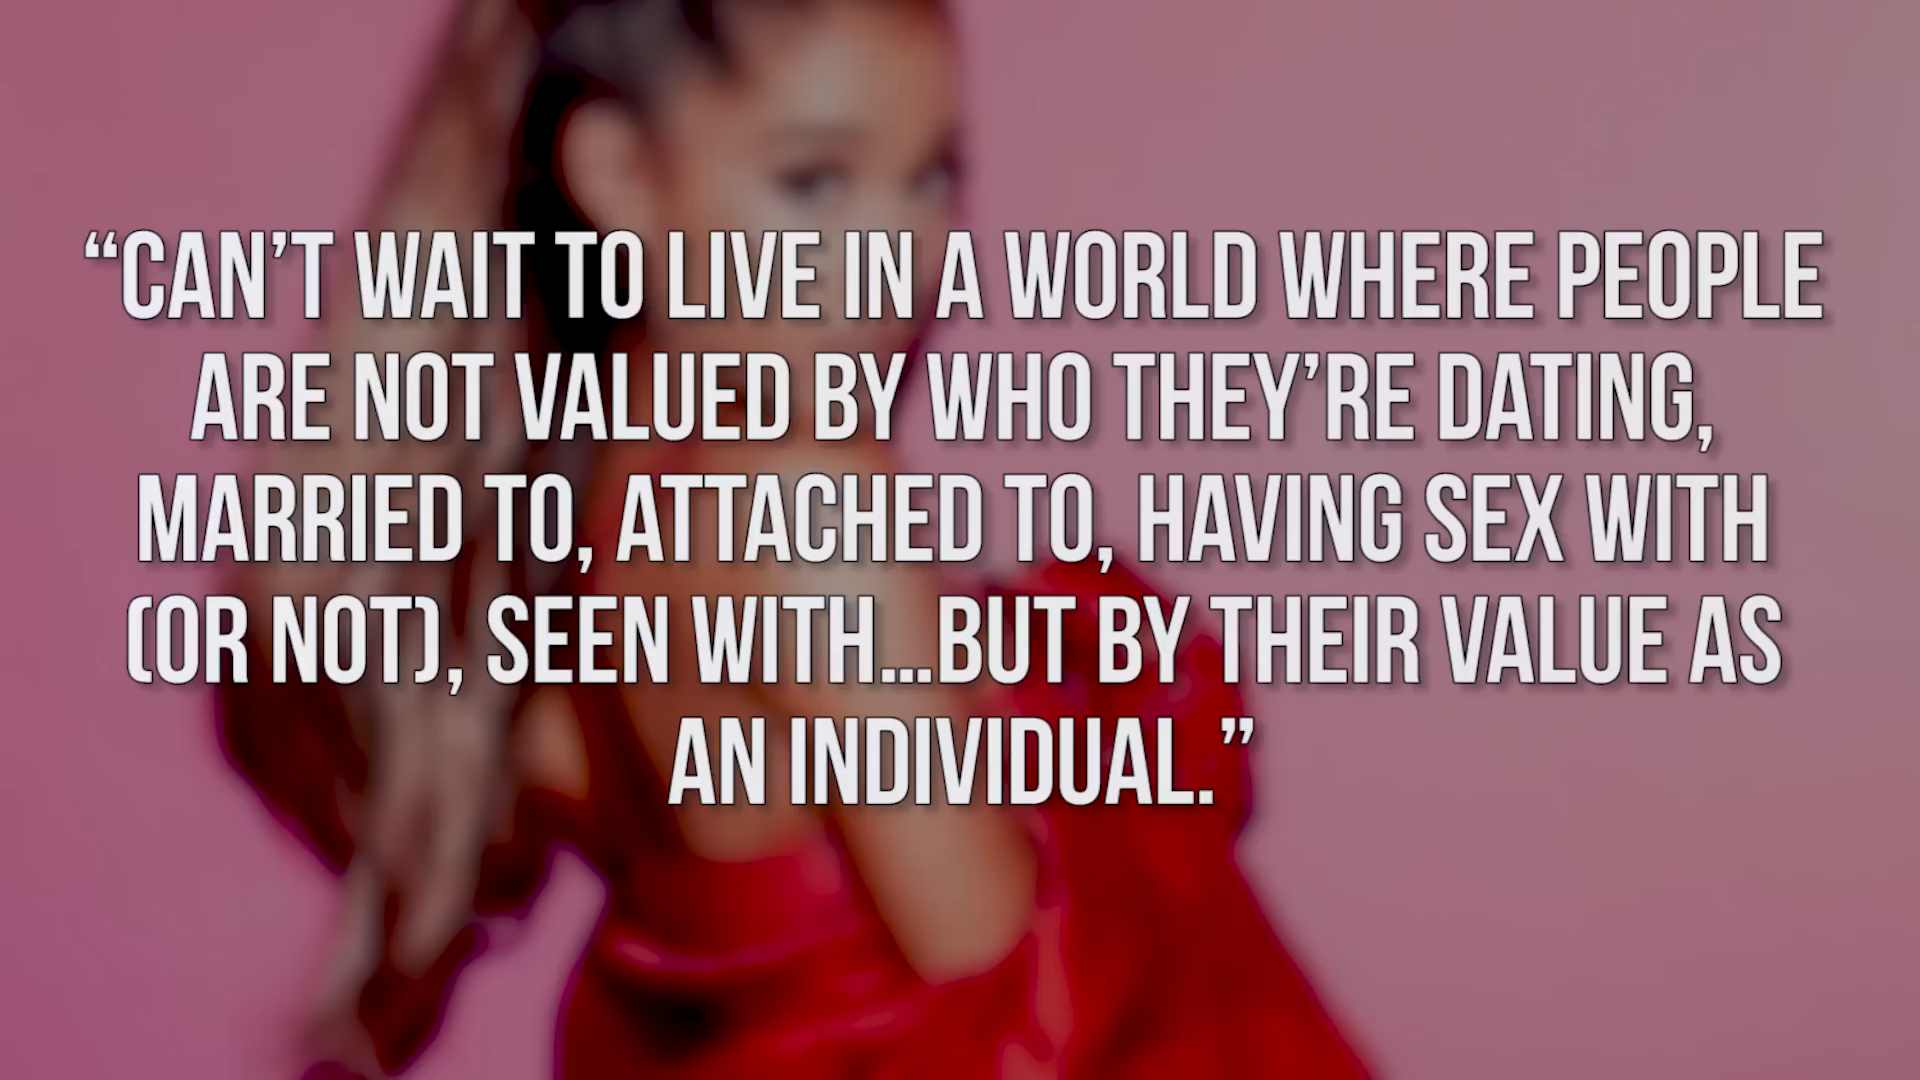 “CAN’T WAIT TO LIVE IN A WORLD WHERE PEOPLE
ARE NOT VALUED BY WHO THEY’RE DATING,
MARRIED TO, ATTACHED TO, HAVING SEX WITH
(OR NOT), SEEN WITH...BUT BY THEIR VALUE AS
AN INDIVIDUAL.”